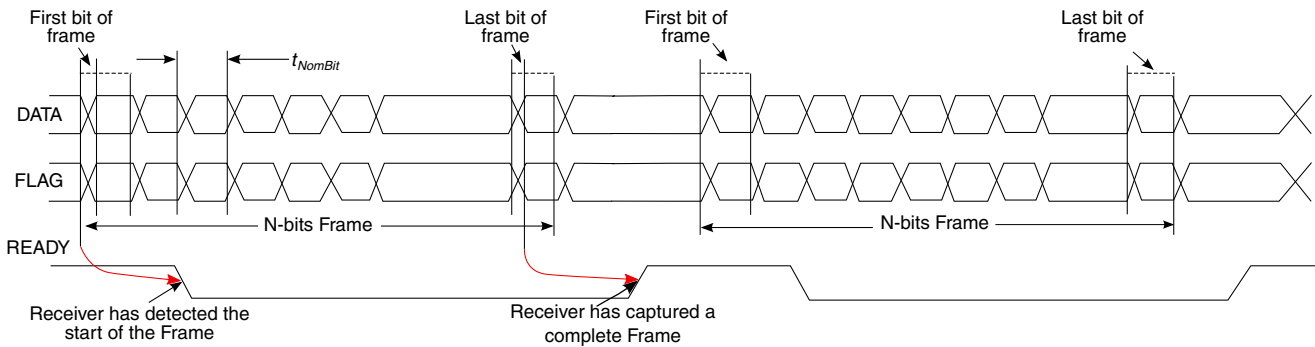 First bit of
frame
Last bit of
frame
First bit of
frame
Last bit of
frame
tNomBit
DATA
FLAG
N-bits Frame
N-bits Frame
READY
Receiver has detected the
start of the Frame
Receiver has captured a
complete Frame